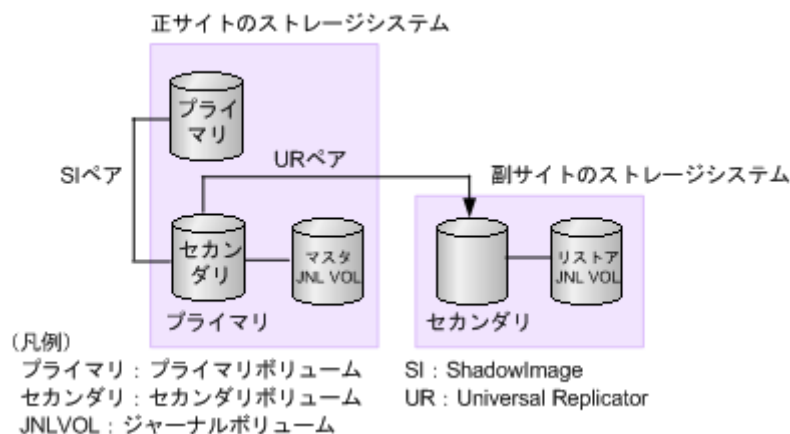 正サイトのストレージシステム
プライ
マリ
SIペア
URペア
副サイトのストレージシステム
セカン
ダリ
マスタ
JNL VOL
リストア
JNL VOL
プライマリ
セカンダリ
(凡例)
プライマリ：プライマリボリューム
セカンダリ：セカンダリボリューム
JNLVOL：ジャーナルボリューム
SI：ShadowImage
UR：Universal Replicator